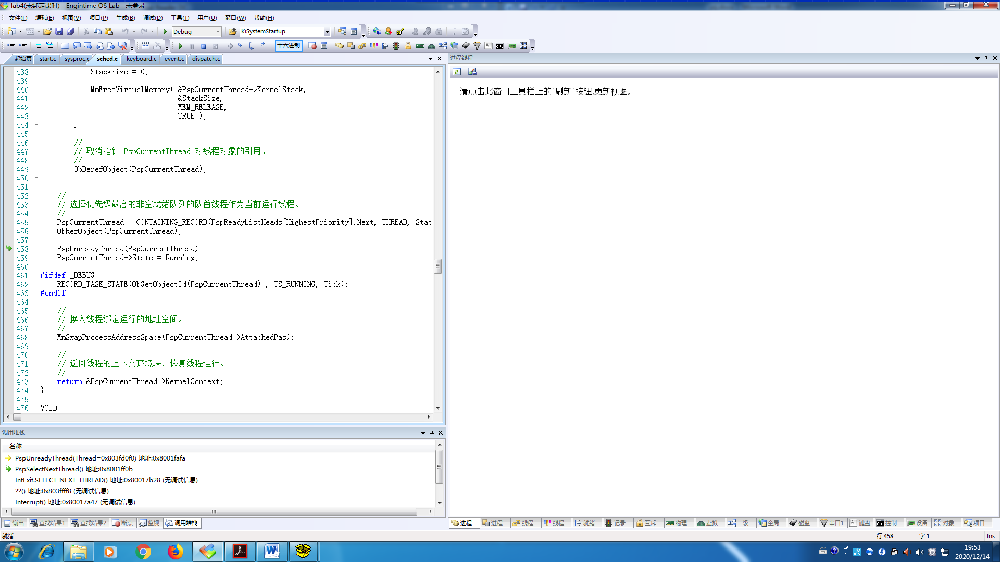 lab4(未绑定课时) - Engintime OS Lab - 未登录
文件(F) 编辑(E) 视图(V) 项目(P) 生成(B) 调试(D) 工具(T) 用户(U) 窗口(W) 帮助(H)
Debug KiSystemStartup
十六进制
起始页 start.c sysproc.c sched.c keyboard.c event.c dispatch.c
进程线程
请点击此窗口工具栏上的"刷新"按钮,更新视图。
438 StackSize = 0;
439
440 MmFreeVirtualMemory( &PspCurrentThread->KernelStack,
441 &StackSize,
442 MEM_RELEASE,
443 TRUE );
444 }
445
446 //
447 // 取消指针 PspCurrentThread 对线程对象的引用。
448 //
449 ObDerefObject(PspCurrentThread);
450 }
451
452 //
453 // 选择优先级最高的非空就绪队列的队首线程作为当前运行线程。
454 //
455 PspCurrentThread = CONTAINING_RECORD(PspReadyListHeads[HighestPriority].Next, THREAD, State
456 ObRefObject(PspCurrentThread);
457
458 PspUnreadyThread(PspCurrentThread);
459 PspCurrentThread->State = Running;
460
461 #ifdef _DEBUG
462 RECORD_TASK_STATE(ObGetObjectId(PspCurrentThread) , TS_RUNNING, Tick);
463 #endif
464
465 //
466 // 换入线程绑定运行的地址空间。
467 //
468 MmSwapProcessAddressSpace(PspCurrentThread->AttachedPas);
469
470 //
471 // 返回线程的上下文环境块，恢复线程运行。
472 //
473 return &PspCurrentThread->KernelContext;
474 }
475
476 VOID
调用堆栈
名称
PspUnreadyThread(Thread=0x803fd0f0) 地址:0x8001fafa
PspSelectNextThread() 地址:0x8001ff0b
IntExit.SELECT_NEXT_THREAD() 地址:0x80017b28 (无调试信息)
??() 地址:0x803ffff8 (无调试信息)
Interrupt() 地址:0x80017a47 (无调试信息)
输出 查找结果1 查找结果2 断点 监视 调用堆栈
进程... 进程... 线程... 线程... 就绪... 记录... 互斥... 物理... 虚拟... 二级... 全局... 磁盘... 串口1 键盘 控制... 设备 对象... 项目...
就绪 行 458 字 1 Ins
19:53
2020/12/14